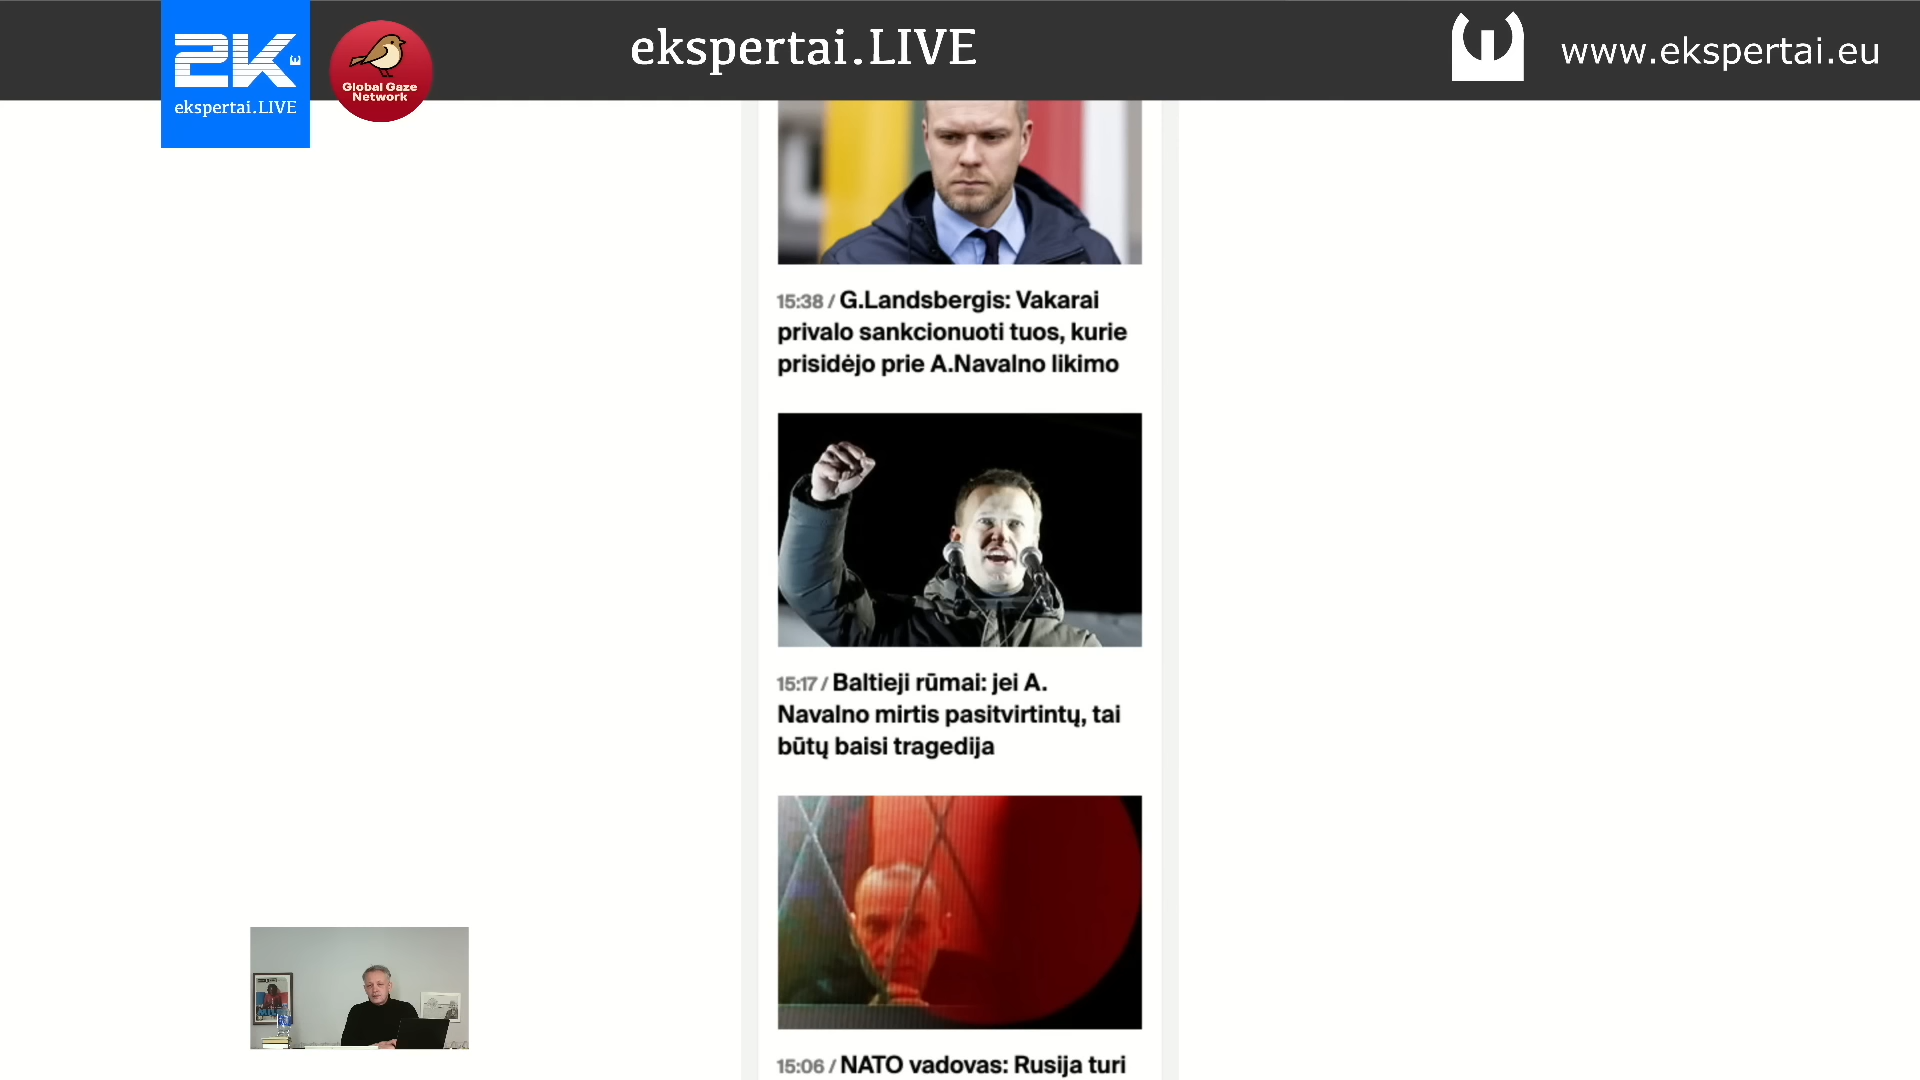 2K
ekspertai.LIVE
Global Gaze
Network
ekspertai.LIVE
www.ekspertai.eu
15:38 / G.Landsbergis: Vakarai
privalo sankcionuoti tuos, kurie
prisidėjo prie A.Navalno likimo
15:17 / Baltieji rūmai: jei A.
Navalno mirtis pasitvirtintų, tai
būtų baisi tragedija
15:06 / NATO vadovas: Rusija turi